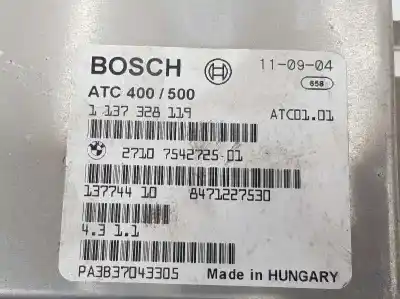 BOSCH 11-09-04
ATC 400 / 500 658
1 137 328 119 ATC01.01
2710 7542725 01
137744 10 8471227530
4.3 1.1
PA3B37043305 Made in HUNGARY